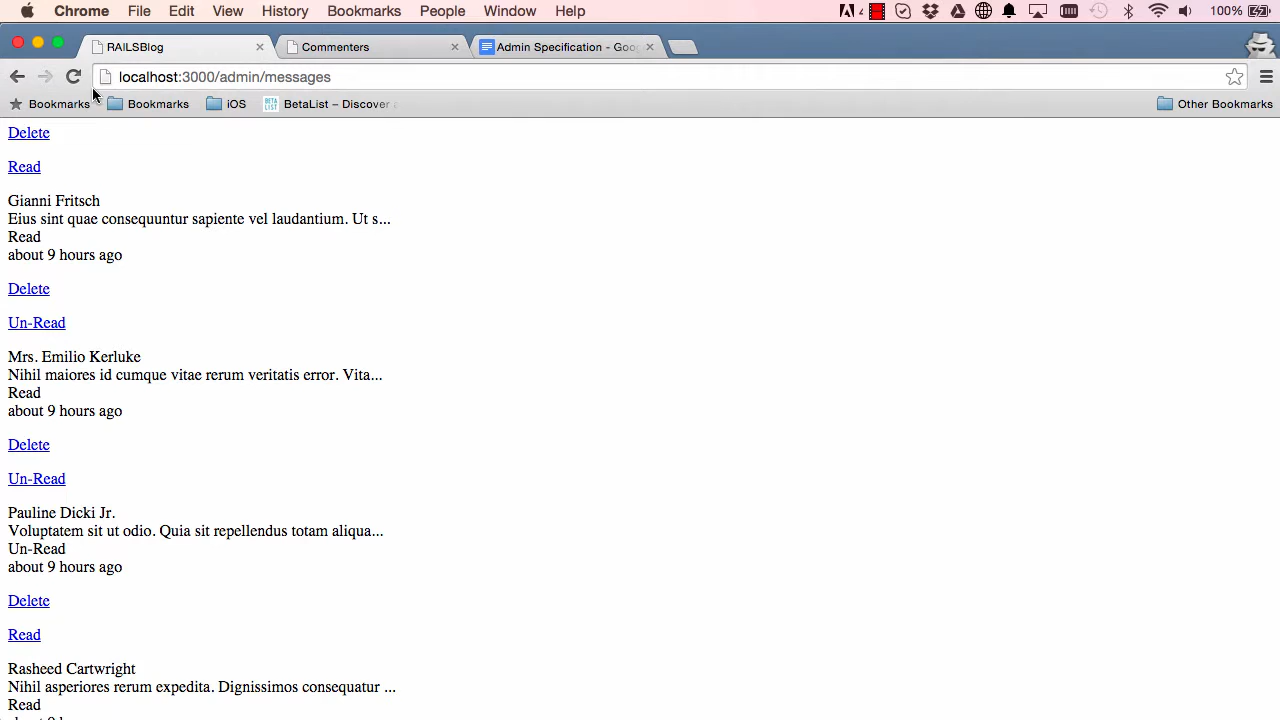 Chrome File Edit View History Bookmarks People Window Help 4 100%
RAILSBlog Commenters Admin Spcification - Goo
localhost:3000/admin/messages
Bookmarks Bookmarks iOS BETA LIST BetaList – Discover Other Bookmarks
Delete
Read
Gianni Fritsch
Eius sint quae consequuntur sapiente vel laudantium. Ut s...
Read
about 9 hours ago
Delete
Un-Read
Mrs. Emilio Kerluke
Nihil maiores id cumque vitae rerum veritatis error. Vita...
Read
about 9 hours ago
Delete
Un-Read
Pauline Dicki Jr.
Voluptatem sit ut odio. Quia sit repellendus totam aliqua...
Un-Read
about 9 hours ago
Delete
Read
Rasheed Cartwright
Nihil asperiores rerum expedita. Dignissimos consequatur ...
Read